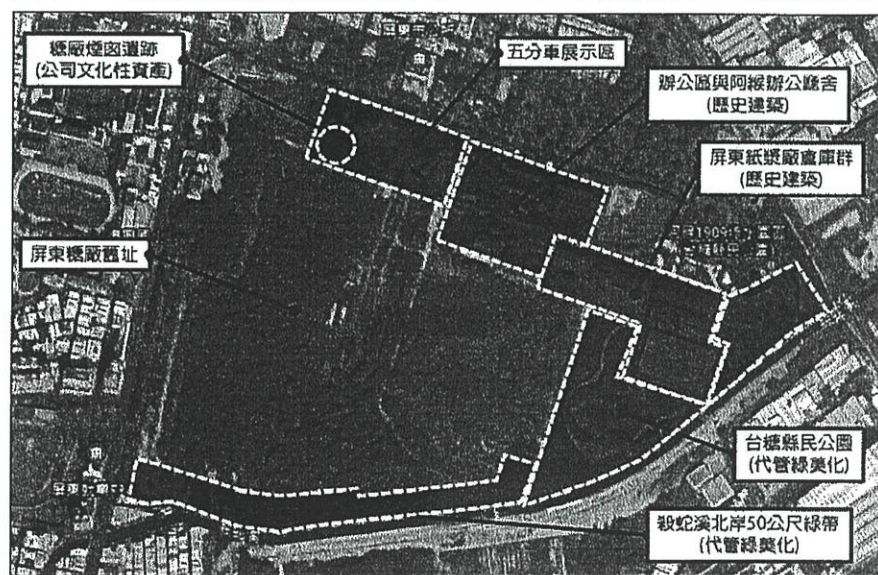 糖廠煙囪遺跡
(公司文化性資產)
五分車展示區
辦公區與阿緱辦公廳舍
(歷史建築)
屏東紙漿廠倉庫群
(歷史建築)
屏東糖廠舊址
台糖縣民公園
(代管綠美化)
殺蛇溪北岸50公尺綠帶
(代管綠美化)